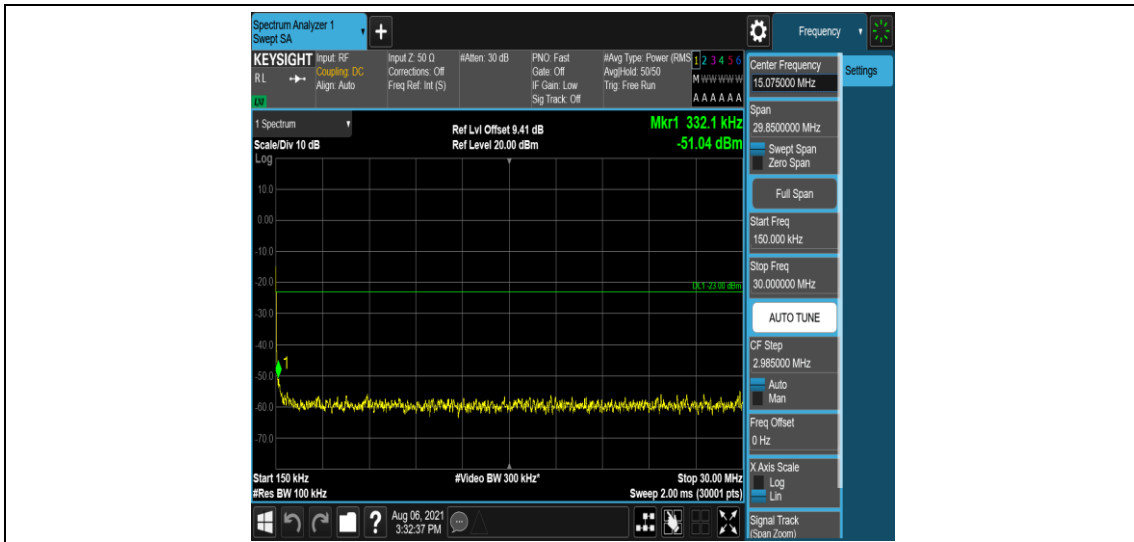 Spectrum Analyzer 1
Swept SA
Frequency
KEYSIGHT
RL
LM
Input: RF
Coupling: DC
Align: Auto
Input Z: 50 Ω
Corrections: Off
Freq Ref: Int (S)
#Atten: 30 dB
PNO: Fast
Gate: Off
IF Gain: Low
Sig Track: Off
#Avg Type: Power (RMS
Avg|Hold: 50/50
Trig: Free Run
1 2 3 4 5 6
M W W W W W
A A A A A A
1 Spectrum
Scale/Div 10 dB
Ref Lvl Offset 9.41 dB
Ref Level 20.00 dBm
Mkr1 332.1 kHz
-51.04 dBm
Log
10.0
0.00
-10.0
-20.0
DL1 -23.00 dBm
-30.0
-40.0
1
-50.0
-60.0
-70.0
Start 150 kHz
#Res BW 100 kHz
#Video BW 300 kHz*
Stop 30.00 MHz
Sweep 2.00 ms (30001 pts)
Aug 06, 2021
3:32:37 PM
Center Frequency
15.075000 MHz
Settings
Span
29.8500000 MHz
Swept Span
Zero Span
Full Span
Start Freq
150.000 kHz
Stop Freq
30.000000 MHz
AUTO TUNE
CF Step
2.985000 MHz
Auto
Man
Freq Offset
0 Hz
X Axis Scale
Log
Lin
Signal Track
(Span Zoom)